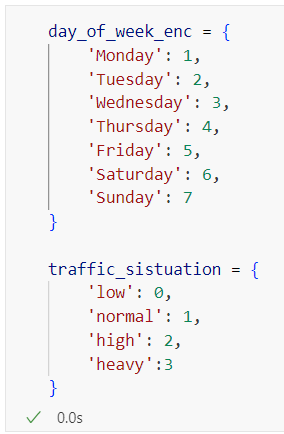 day_of_week_enc = {
    'Monday': 1,
    'Tuesday': 2,
    'Wednesday': 3,
    'Thursday': 4,
    'Friday': 5,
    'Saturday': 6,
    'Sunday': 7
}
traffic_sistuation = {
    'low': 0,
    'normal': 1,
    'high': 2,
    'heavy':3
}
✓ 0.0s